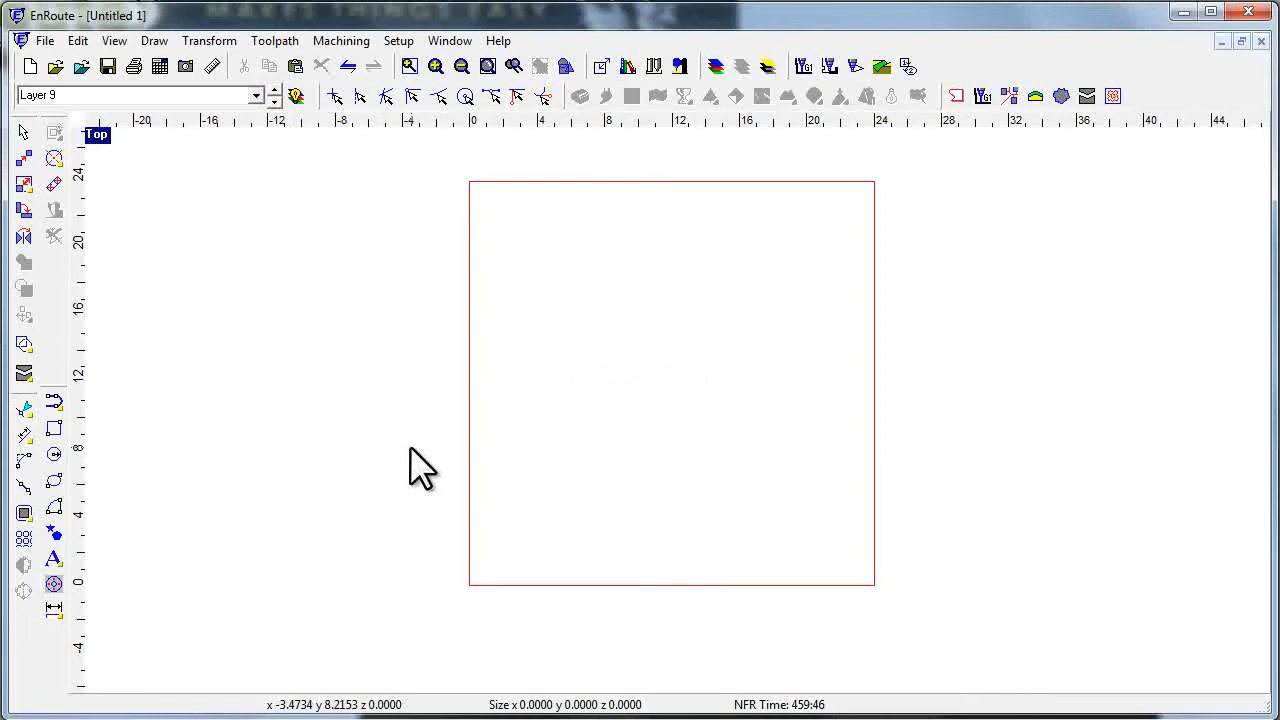 MAKES THINGS EASY
EnRoute - [Untitled 1]
File Edit View Draw Transform Toolpath Machining Setup Window Help
Layer 9
Top
-20 -16 -12 -8 -4 0 4 8 12 16 20 24 28 32 36 40 44
24
20
16
12
8
4
0
-4
x -3.4734 y 8.2153 z 0.0000 Size x 0.0000 y 0.0000 z 0.0000 NFR Time: 459:46